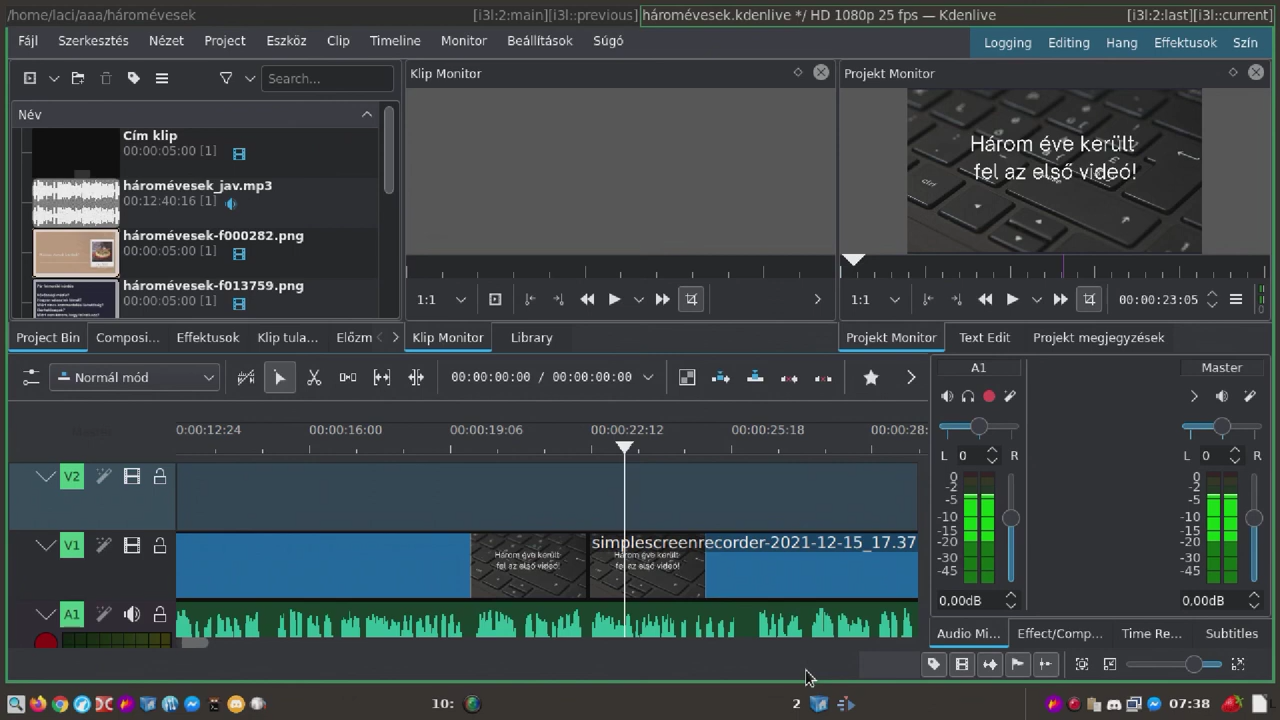 /home/laci/aaa/háromévesek
[i3l:2:main][i3l::previous]
háromévesek.kdenlive */ HD 1080p 25 fps — Kdenlive
[i3l:2:last][i3l::current]
Fájl Szerkesztés Nézet Project Eszköz Clip Timeline Monitor Beállítások Súgó
Logging Editing Hang Effektusok Szín
Search...
Név
Cím klip
00:00:05:00 [1]
háromévesek_jav.mp3
00:12:40:16 [1]
háromévesek-f000282.png
00:00:05:00 [1]
háromévesek-f013759.png
00:00:05:00 [1]
Project Bin Composi... Effektusok Klip tula... Előzm
Klip Monitor
1:1
Klip Monitor Library
Projekt Monitor
Három éve került
fel az első videó!
1:1
00:00:23:05
Projekt Monitor Text Edit Projekt megjegyzések
Normál mód
00:00:00:00 / 00:00:00:00
0:00:12:24 00:00:16:00 00:00:19:06 00:00:22:12 00:00:25:18 00:00:28:
V2
V1
Három éve került
fel az első videó!
simplescreenrecorder-2021-12-15_17.37
Három éve került
fel az első videó!
A1
A1
L 0 R
0
-2
-5
-10
-15
-20
-30
-45
0,00dB
Master
L 0 R
0
-2
-5
-10
-15
-20
-30
-45
0,00dB
Audio Mi... Effect/Comp... Time Re... Subtitles
10:
2
07:38